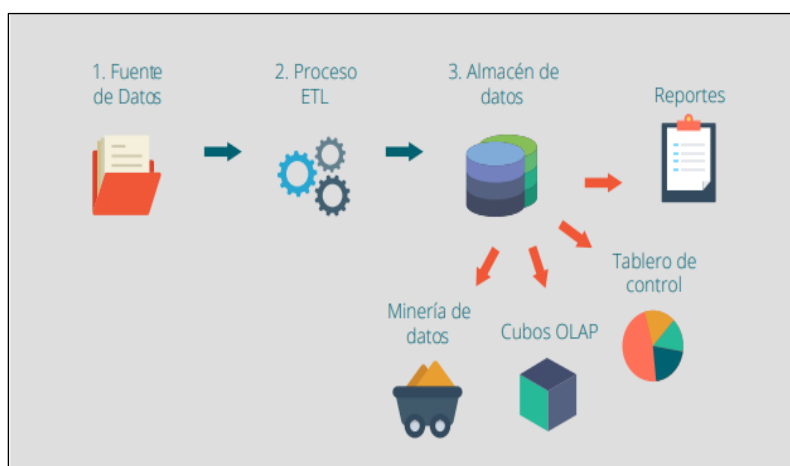 1. Fuente
de Datos
2. Proceso
ETL
3. Almacén de
datos
Reportes
Tablero de
control
Minería de
datos
Cubos OLAP